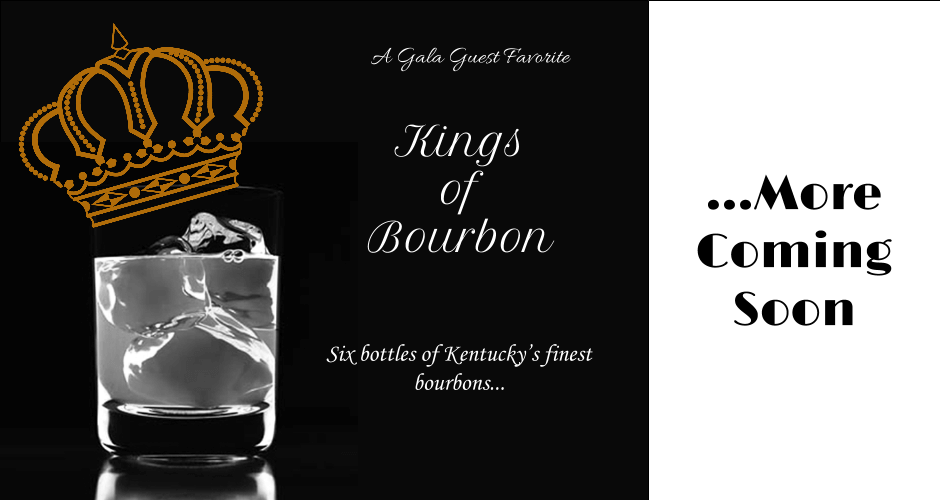 A Gala Guest Favorite
Kings
of
Bourbon
Six bottles of Kentucky’s finest
bourbons...
...More
Coming
Soon